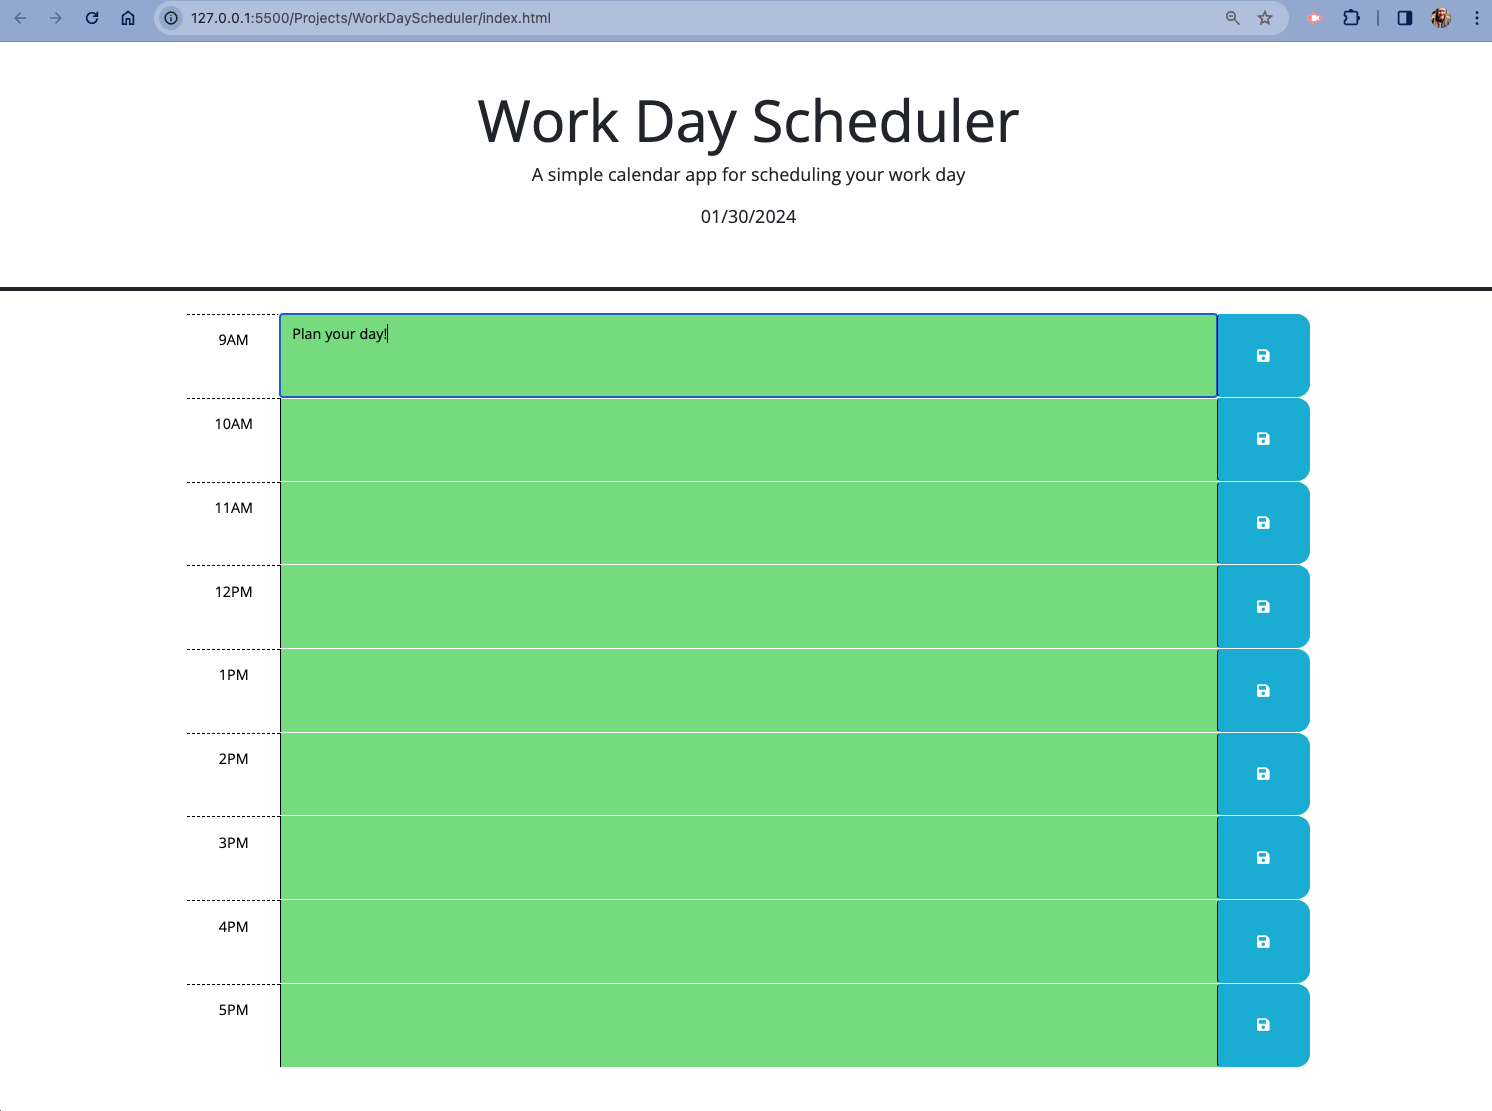 127.0.0.1:5500/Projects/WorkDayScheduler/index.html
Work Day Scheduler
A simple calendar app for scheduling your work day
01/30/2024
9AM
Plan your day!
10AM
11AM
12PM
1PM
2PM
3PM
4PM
5PM